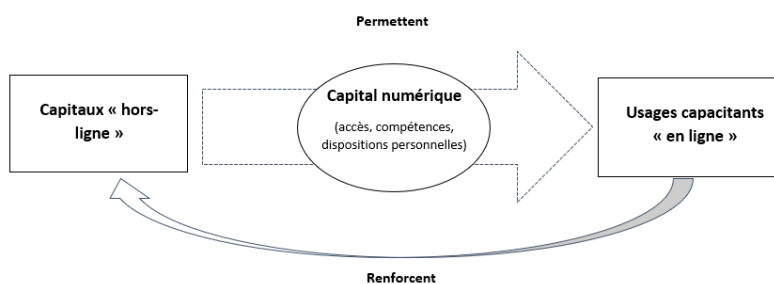 Permettent
Capitaux « hors-
ligne »
Capital numérique
(accès, compétences,
dispositions personnelles)
Usages capacitants
« en ligne »
Renforcent